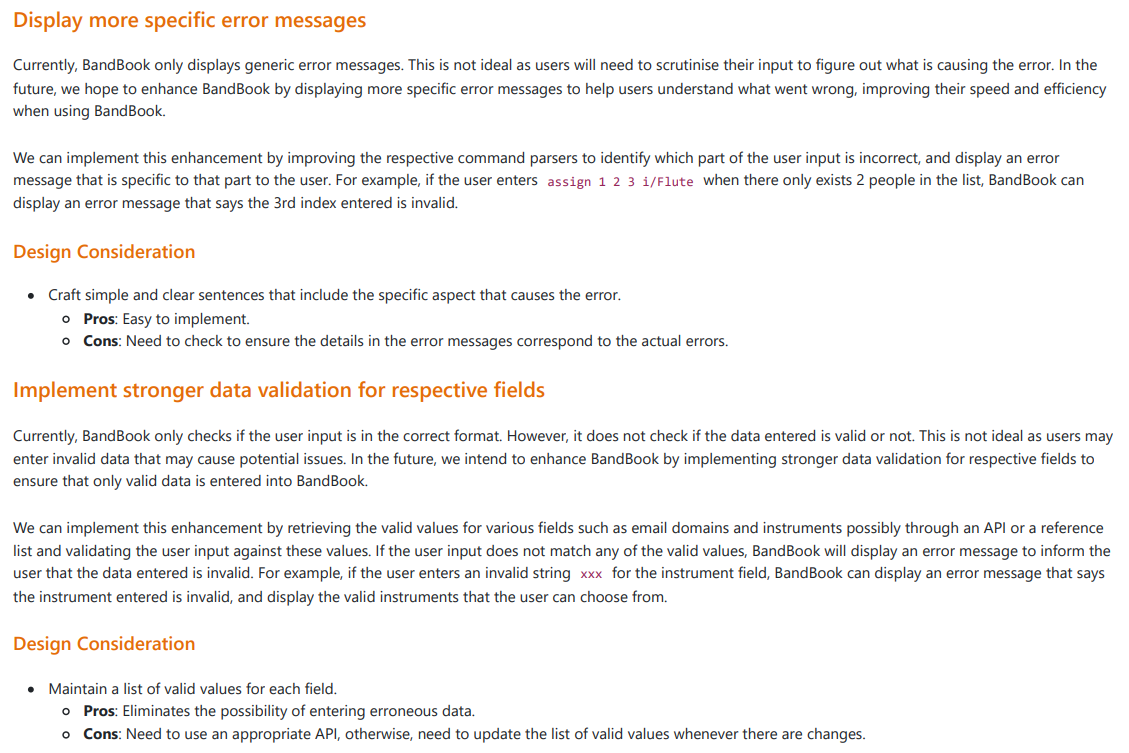 Display more specific error messages
Currently, BandBook only displays generic error messages. This is not ideal as users will need to scrutinise their input to figure out what is causing the error. In the
future, we hope to enhance BandBook by displaying more specific error messages to help users understand what went wrong, improving their speed and efficiency
when using BandBook.
We can implement this enhancement by improving the respective command parsers to identify which part of the user input is incorrect, and display an error
message that is specific to that part to the user. For example, if the user enters assign 1 2 3 i/Flute when there only exists 2 people in the list, BandBook can
display an error message that says the 3rd index entered is invalid.
Design Consideration
• Craft simple and clear sentences that include the specific aspect that causes the error.
○ Pros: Easy to implement.
○ Cons: Need to check to ensure the details in the error messages correspond to the actual errors.
Implement stronger data validation for respective fields
Currently, BandBook only checks if the user input is in the correct format. However, it does not check if the data entered is valid or not. This is not ideal as users may
enter invalid data that may cause potential issues. In the future, we intend to enhance BandBook by implementing stronger data validation for respective fields to
ensure that only valid data is entered into BandBook.
We can implement this enhancement by retrieving the valid values for various fields such as email domains and instruments possibly through an API or a reference
list and validating the user input against these values. If the user input does not match any of the valid values, BandBook will display an error message to inform the
user that the data entered is invalid. For example, if the user enters an invalid string xxx for the instrument field, BandBook can display an error message that says
the instrument entered is invalid, and display the valid instruments that the user can choose from.
Design Consideration
• Maintain a list of valid values for each field.
○ Pros: Eliminates the possibility of entering erroneous data.
○ Cons: Need to use an appropriate API, otherwise, need to update the list of valid values whenever there are changes.